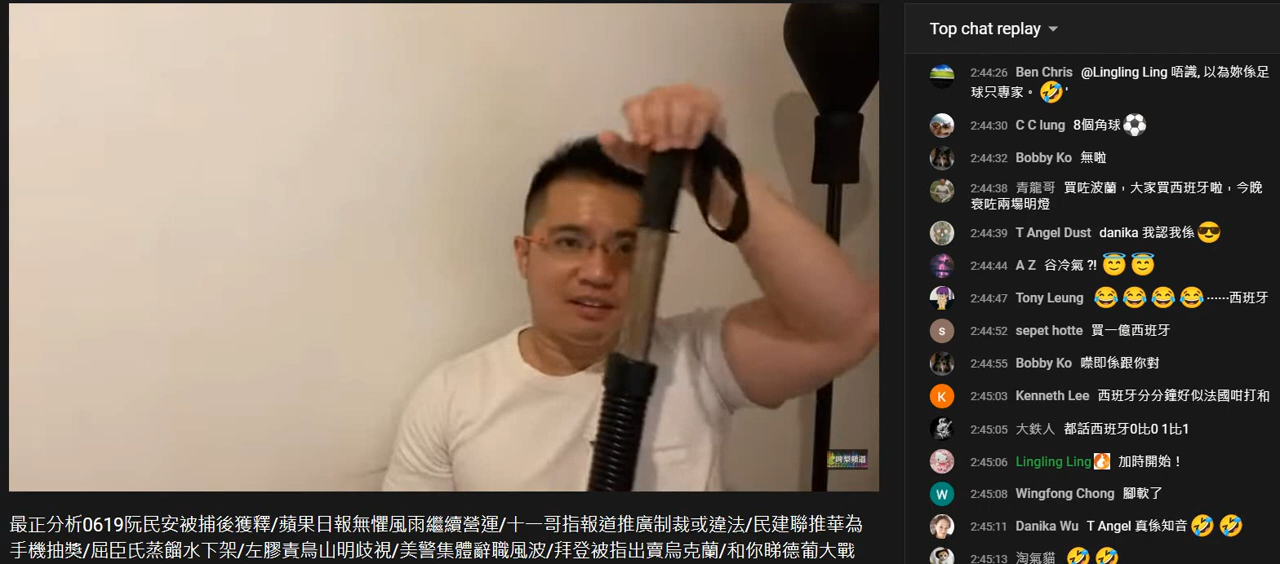 Top chat replay
2:44:26 Ben Chris @Lingling Ling 唔識, 以為妳係足
球只專家。 🤣 '
2:44:30 C C lung 8個角球⚽
2:44:32 Bobby Ko 無啦
2:44:38 青龍哥 買咗波蘭，大家買西班牙啦，今晚
衰咗兩場明燈
2:44:39 T Angel Dust danika 我認我係😎
2:44:44 A Z 谷冷氣 ⁈ 😇 😇
2:44:47 Tony Leung 😂 😂 😂 😂 ⋯⋯西班牙
S
2:44:52 sepet hotte 買一億西班牙
2:44:55 Bobby Ko 噤即係跟你對
K
2:45:03 Kenneth Lee 西班牙分分鐘好似法國咁打和
2:45:05 大鉄人 都話西班牙0比0 1比1
2:45:06 Lingling Ling 加時開始！
W
2:45:08 Wingfong Chong 腳軟了
2:45:11 Danika Wu T Angel 真係知音🤣 🤣
2:45:13 淘氣貓 🤣 🤣
啤梨頻道
最正分析0619阮民安被捕後獲釋/蘋果日報無懼風雨繼續營運/十一哥指報道推廣制裁或違法/民建聯推華為
手機抽獎/屈臣氏蒸餾水下架/左膠責烏山明歧視/美警集體辭職風波/拜登被指出賣烏克蘭/和你睇德葡大戰